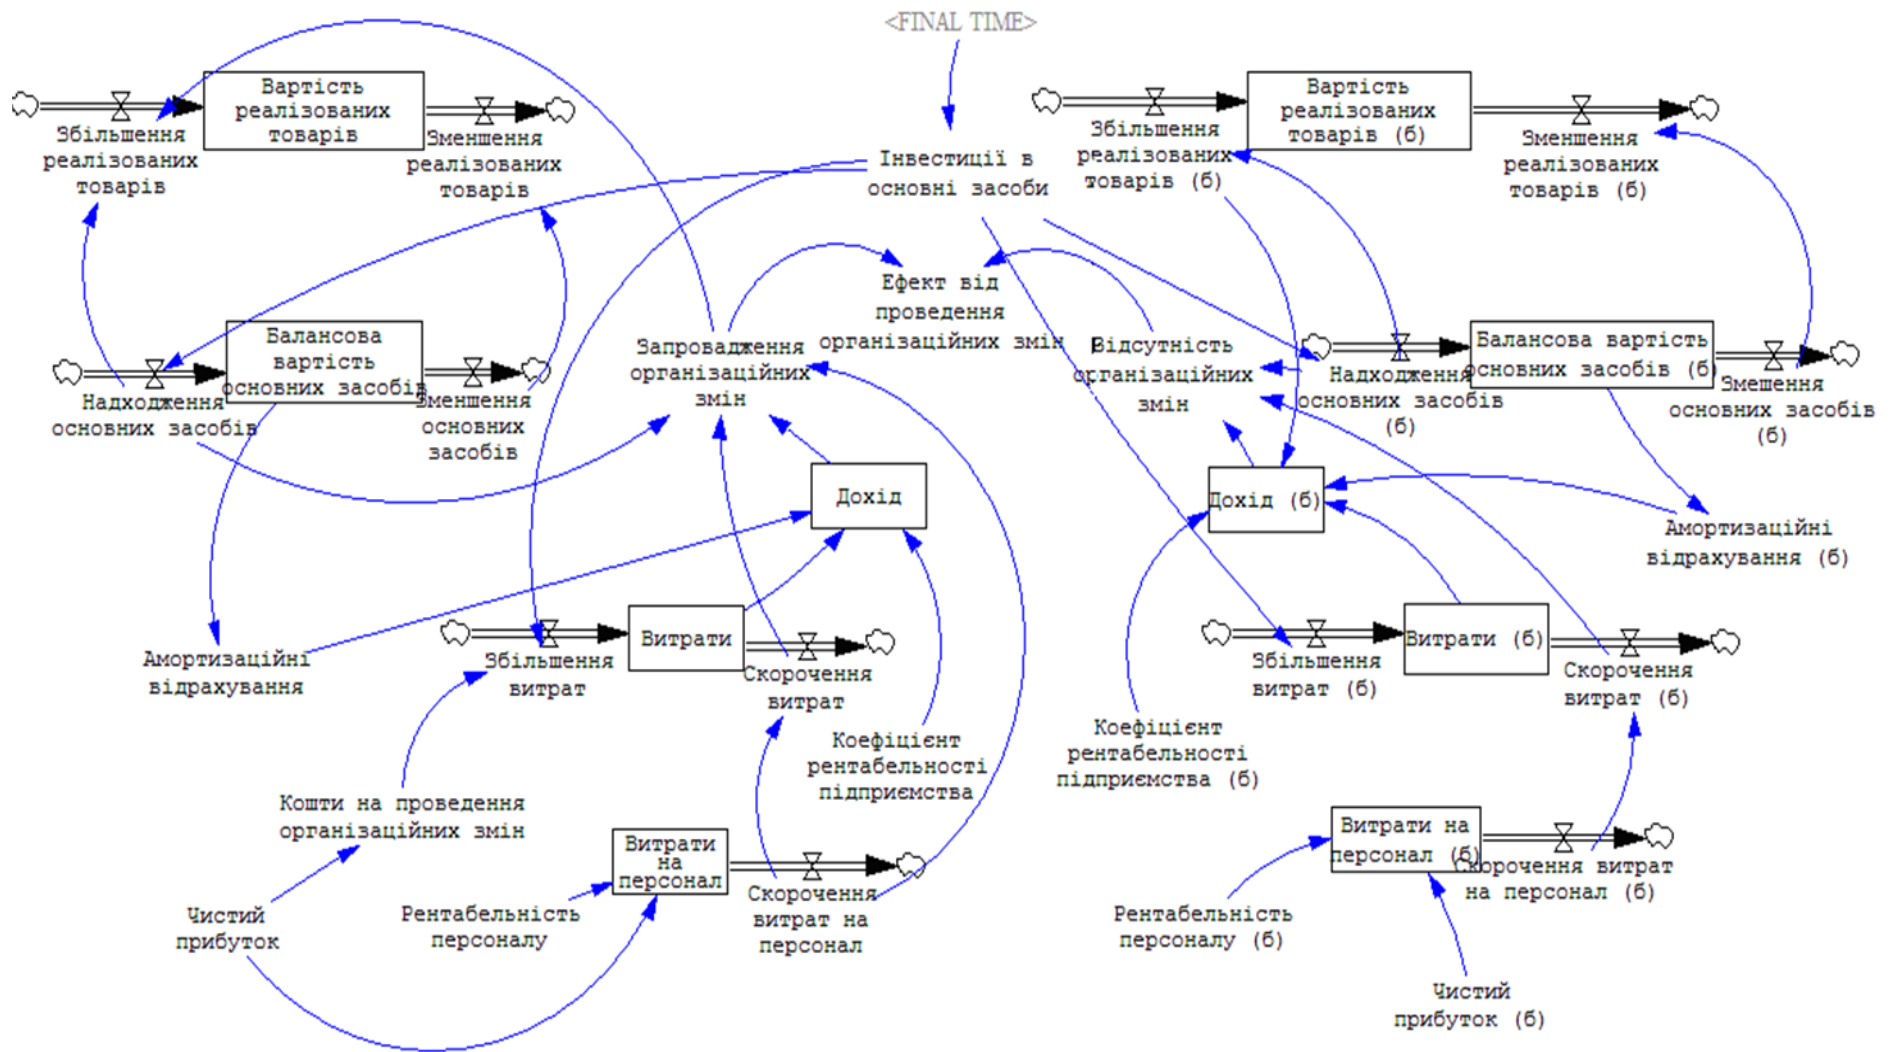 <FINAL TIME>
Вартість
реалізованих
товарів
Збільшення
реалізованих
товарів
Зменшення
реалізованих
товарів
Інвестиції в
основні засоби
Вартість
реалізованих
товарів (б)
Збільшення
реалізованих
товарів (б)
Зменшення
реалізованих
товарів (б)
Ефект від
проведення
організаційних змін
Балансова
вартість
основних засобів
Надходження
основних засобів
Зменшення
основних
засобів
Запровадження
організаційних
змін
Відсутність
організаційних
змін
Балансова вартість
основних засобів (б)
Надходження
основних засобів
(б)
Змешення
основних засобів
(б)
Дохід
Дохід (б)
Амортизаційні
відрахування (б)
Амортизаційні
відрахування
Витрати
Збільшення
витрат
Скорочення
витрат
Витрати (б)
Збільшення
витрат (б)
Скорочення
витрат (б)
Коефіцієнт
рентабельності
підприємства
Коефіцієнт
рентабельності
підприємства (б)
Кошти на проведення
організаційних змін
Витрати
на
персонал
Скорочення
витрат на
персонал
Чистий
прибуток
Рентабельність
персоналу
Витрати на
персонал (б)
Скорочення витрат
на персонал (б)
Рентабельність
персоналу (б)
Чистий
прибуток (б)